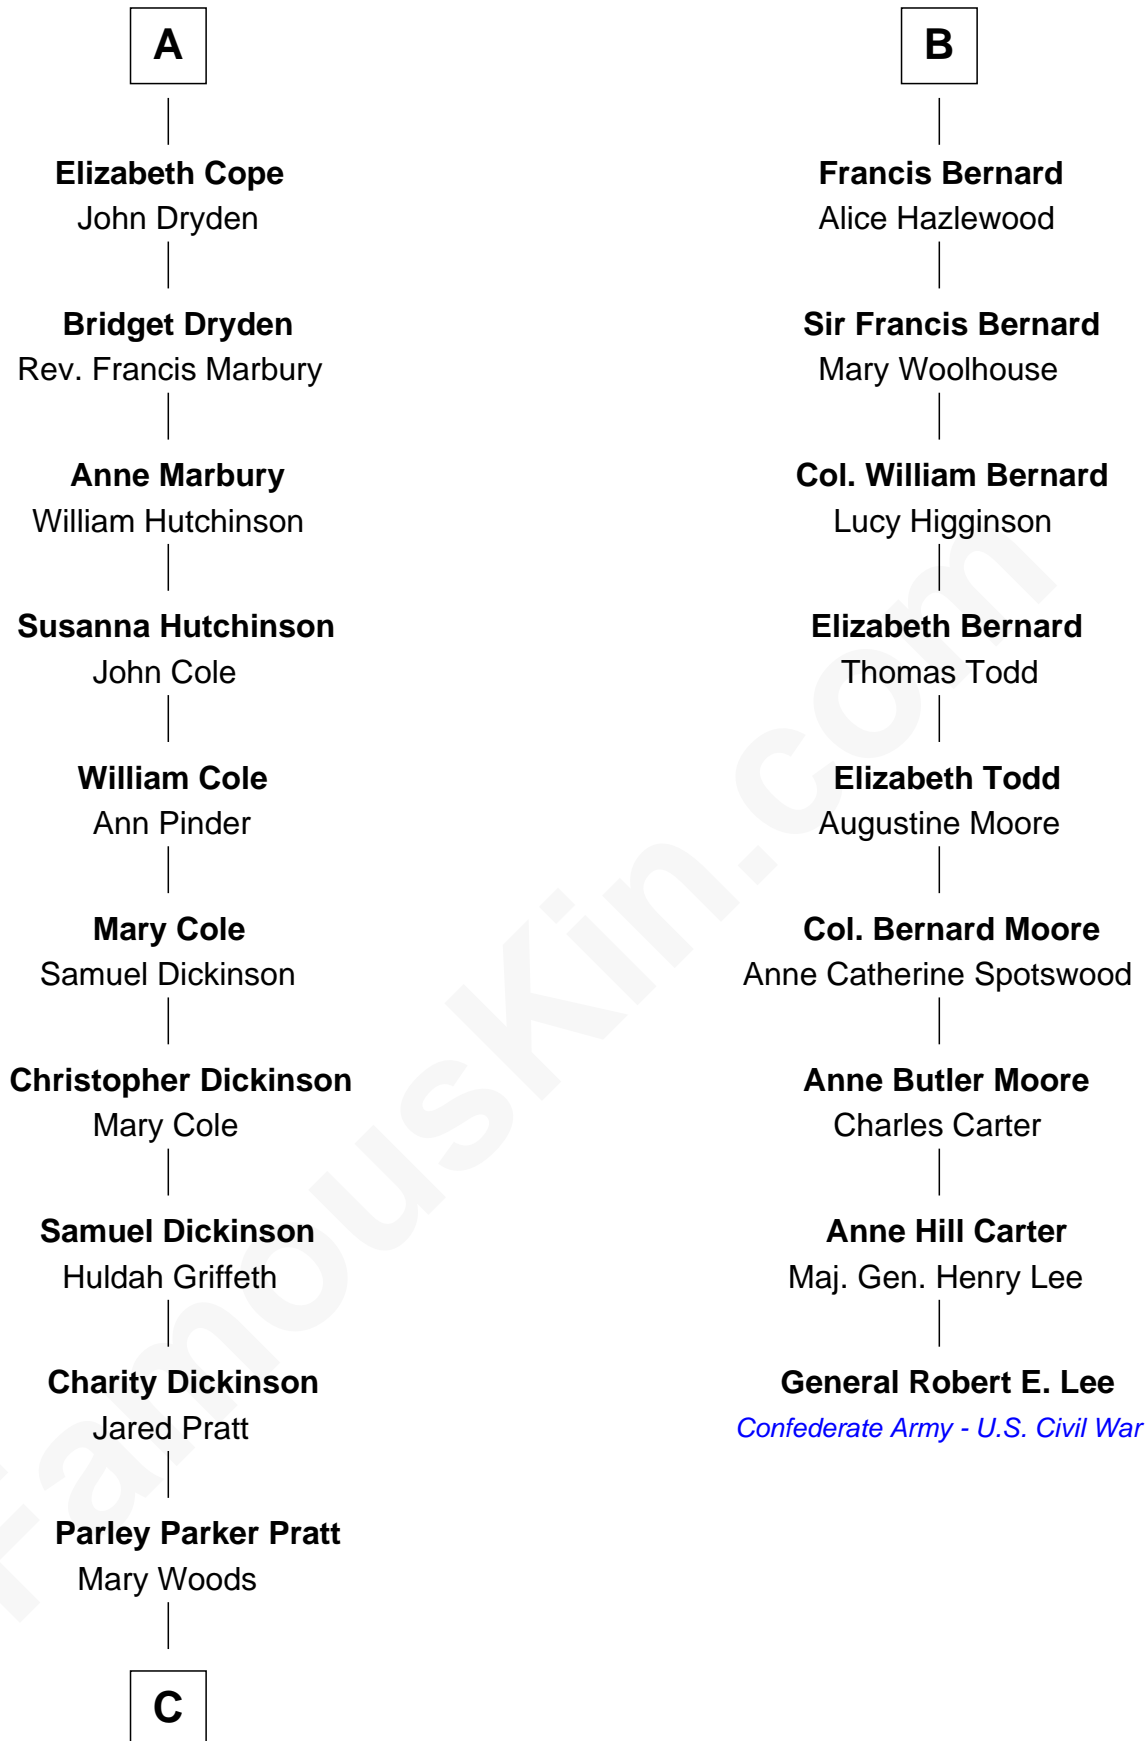 A
Elizabeth Cope
John Dryden
Bridget Dryden
Rev. Francis Marbury
Anne Marbury
William Hutchinson
Susanna Hutchinson
John Cole
William Cole
Ann Pinder
Mary Cole
Samuel Dickinson
Christopher Dickinson
Mary Cole
Samuel Dickinson
Huldah Griffeth
Charity Dickinson
Jared Pratt
Parley Parker Pratt
Mary Woods
C
B
Francis Bernard
Alice Hazlewood
Sir Francis Bernard
Mary Woolhouse
Col. William Bernard
Lucy Higginson
Elizabeth Bernard
Thomas Todd
Elizabeth Todd
Augustine Moore
Col. Bernard Moore
Anne Catherine Spotswood
Anne Butler Moore
Charles Carter
Anne Hill Carter
Maj. Gen. Henry Lee
General Robert E. Lee
Confederate Army - U.S. Civil War
FamousKin.com